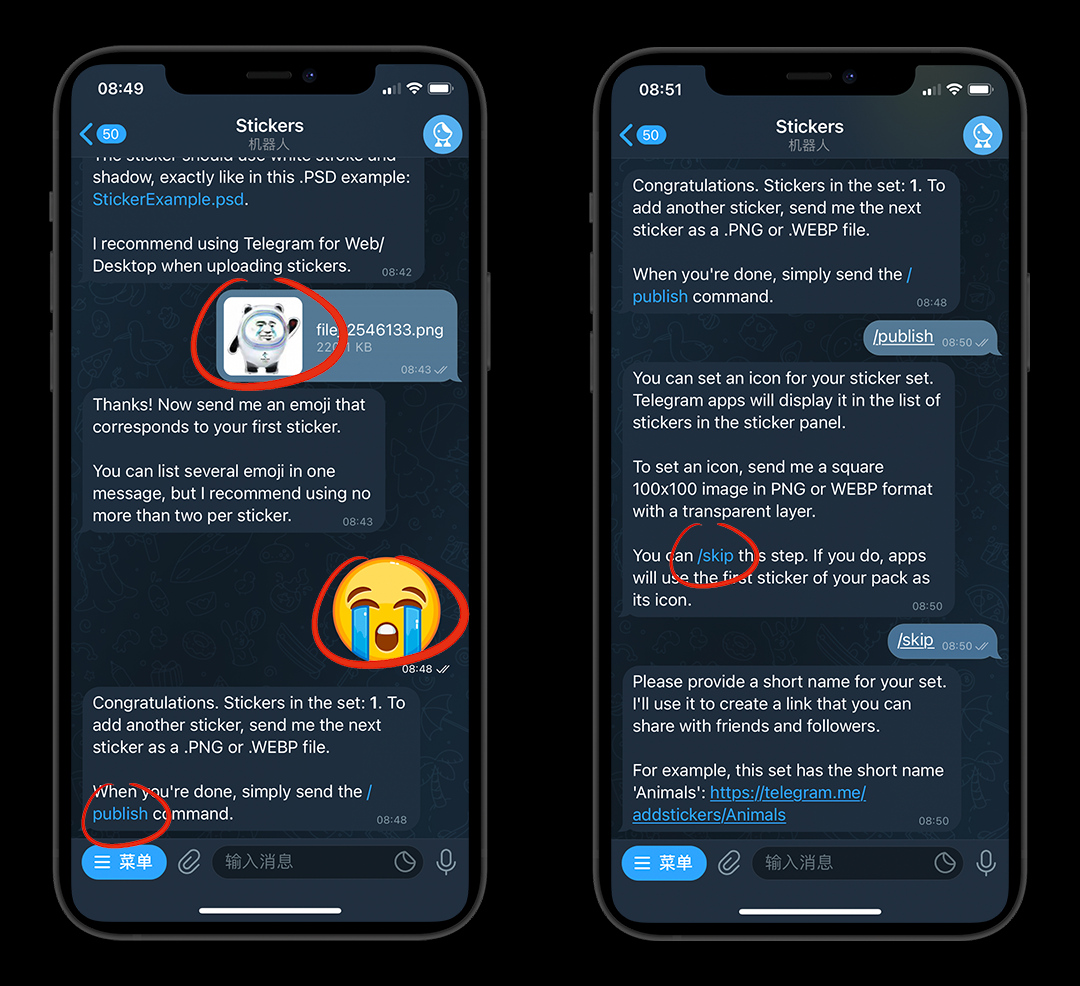 08:49
50
Stickers
机器人
The sticker should use white stroke and
shadow, exactly like in this .PSD example:
StickerExample.psd.
I recommend using Telegram for Web/
Desktop when uploading stickers.
08:42
file_2546133.png
KB
08:43
Thanks! Now send me an emoji that
corresponds to your first sticker.
You can list several emoji in one
message, but I recommend using no
more than two per sticker.
08:43
08:48
Congratulations. Stickers in the set: 1. To
add another sticker, send me the next
sticker as a .PNG or .WEBP file.
When you're done, simply send the /
publish command.
08:48
菜单
输入消息
08:51
50
Stickers
机器人
Congratulations. Stickers in the set: 1. To
add another sticker, send me the next
sticker as a .PNG or .WEBP file.
When you're done, simply send the /
publish command.
08:48
/publish
08:50
You can set an icon for your sticker set.
Telegram apps will display it in the list of
stickers in the sticker panel.
To set an icon, send me a square
100x100 image in PNG or WEBP format
with a transparent layer.
You can /skip this step. If you do, apps
will use the first sticker of your pack as
its icon.
08:50
/skip
08:50
Please provide a short name for your set.
I'll use it to create a link that you can
share with friends and followers.
For example, this set has the short name
'Animals': https://telegram.me/
addstickers/Animals
08:50
菜单
输入消息